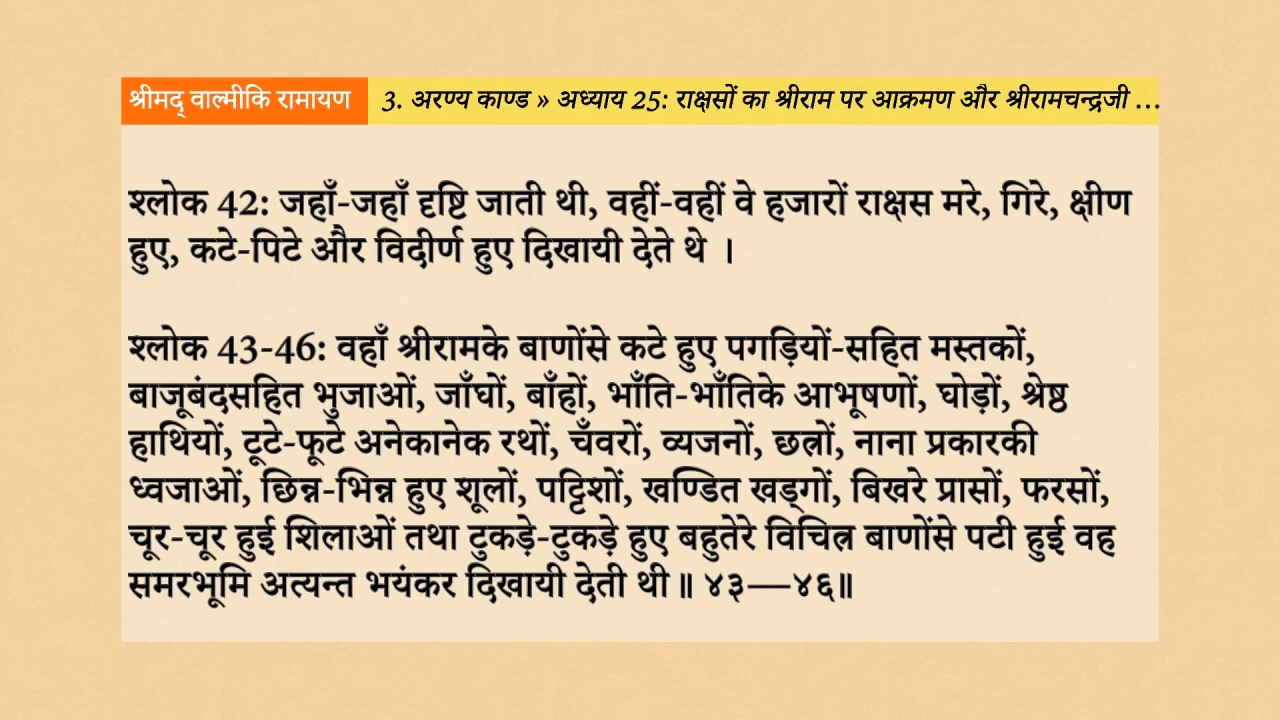 श्रीमद् वाल्मीकि रामायण
3. अरण्य काण्ड » अध्याय 25: राक्षसों का श्रीराम पर आक्रमण और श्रीरामचन्द्रजी ...
श्लोक 42: जहाँ-जहाँ दृष्टि जाती थी, वहीं-वहीं वे हजारों राक्षस मरे, गिरे, क्षीण
हुए, कटे-पिटे और विदीर्ण हुए दिखायी देते थे ।
श्लोक 43-46: वहाँ श्रीरामके बाणोंसे कटे हुए पगड़ियों-सहित मस्तकों,
बाजूबंदसहित भुजाओं, जाँघों, बाँहों, भाँति-भाँतिके आभूषणों, घोड़ों, श्रेष्ठ
हाथियों, टूटे-फूटे अनेकानेक रथों, चँवरों, व्यजनों, छत्रों, नाना प्रकारकी
ध्वजाओं, छिन्न-भिन्न हुए शूलों, पट्टिशों, खण्डित खड्गों, बिखरे प्रासों, फरसों,
चूर-चूर हुई शिलाओं तथा टुकड़े-टुकड़े हुए बहुतेरे विचित्र बाणोंसे पटी हुई वह
समरभूमि अत्यन्त भयंकर दिखायी देती थी॥ ४३—४६॥